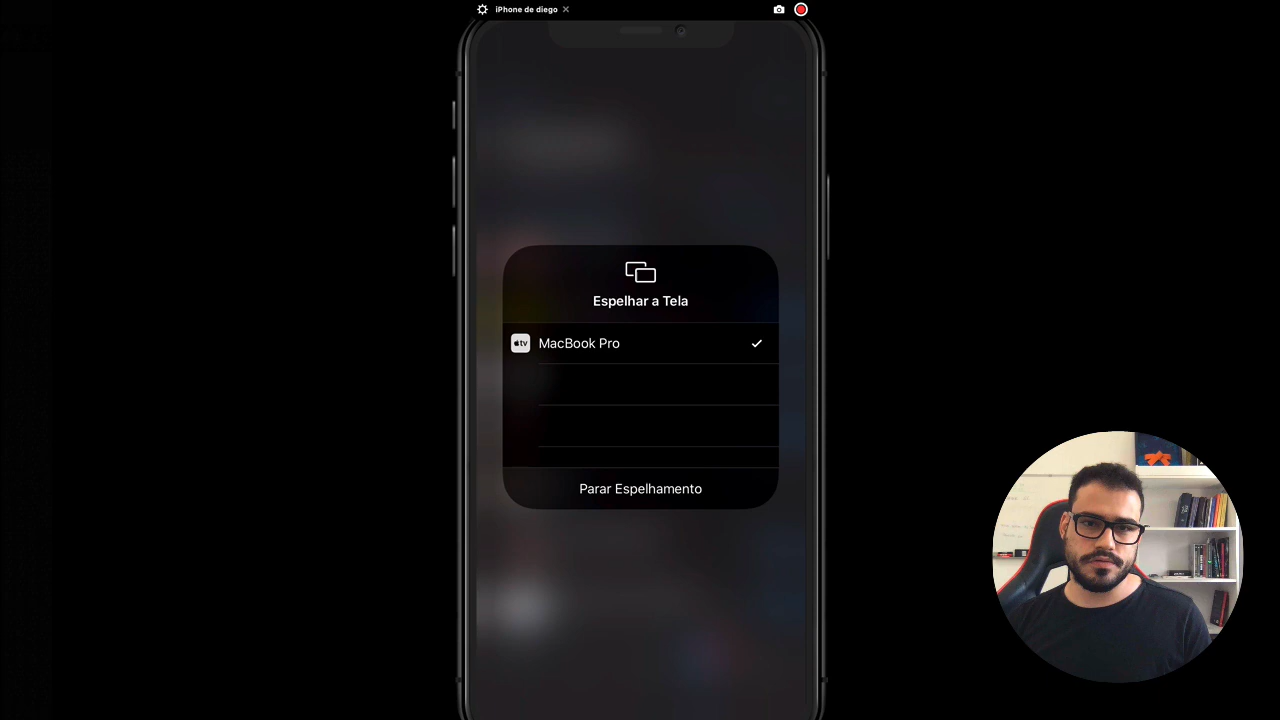 iPhone de diego
Espelhar a Tela
tv MacBook Pro
Parar Espelhamento